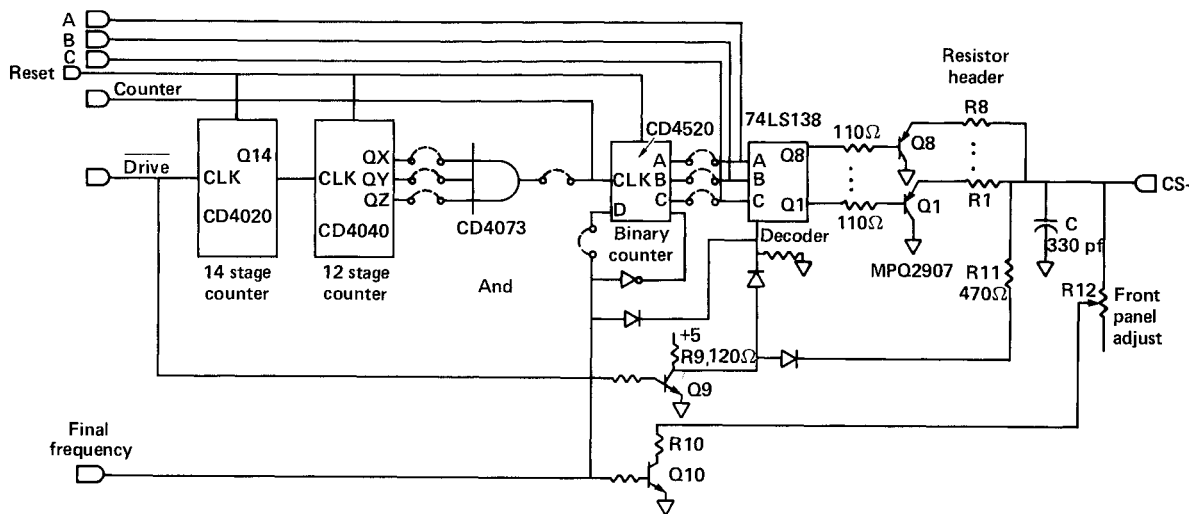 A
B
C
Reset
Counter
Drive
Q14
CLK
CD4020
14 stage
counter
QX
QY
QZ
CLK
CD4040
12 stage
counter
CD4073
And
CD4520
CLK
A
B
C
D
Binary
counter
74LS138
A
B
C
Q8
Q1
Decoder
110Ω
110Ω
Q8
Q1
MPQ2907
Resistor
header
R8
R1
CS-
C
330 pf
R11
470Ω
R12
Front
panel
adjust
+5
R9,120Ω
Q9
R10
Q10
Final
frequency